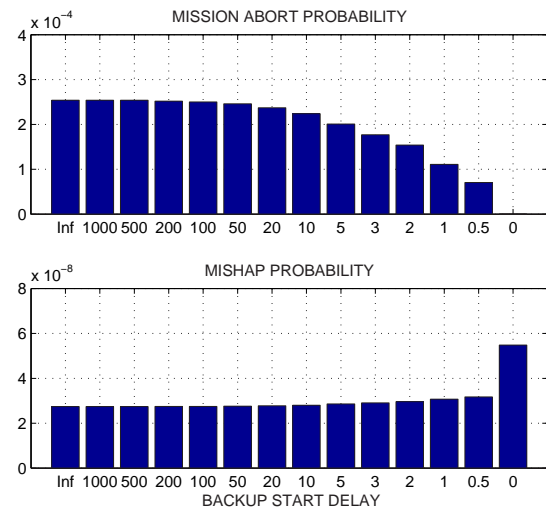 MISSION ABORT PROBABILITY
x 10⁻⁴
4
3
2
1
0
Inf 1000 500 200 100 50 20 10 5 3 2 1 0.5 0
MISHAP PROBABILITY
x 10⁻⁸
8
6
4
2
0
Inf 1000 500 200 100 50 20 10 5 3 2 1 0.5 0
BACKUP START DELAY